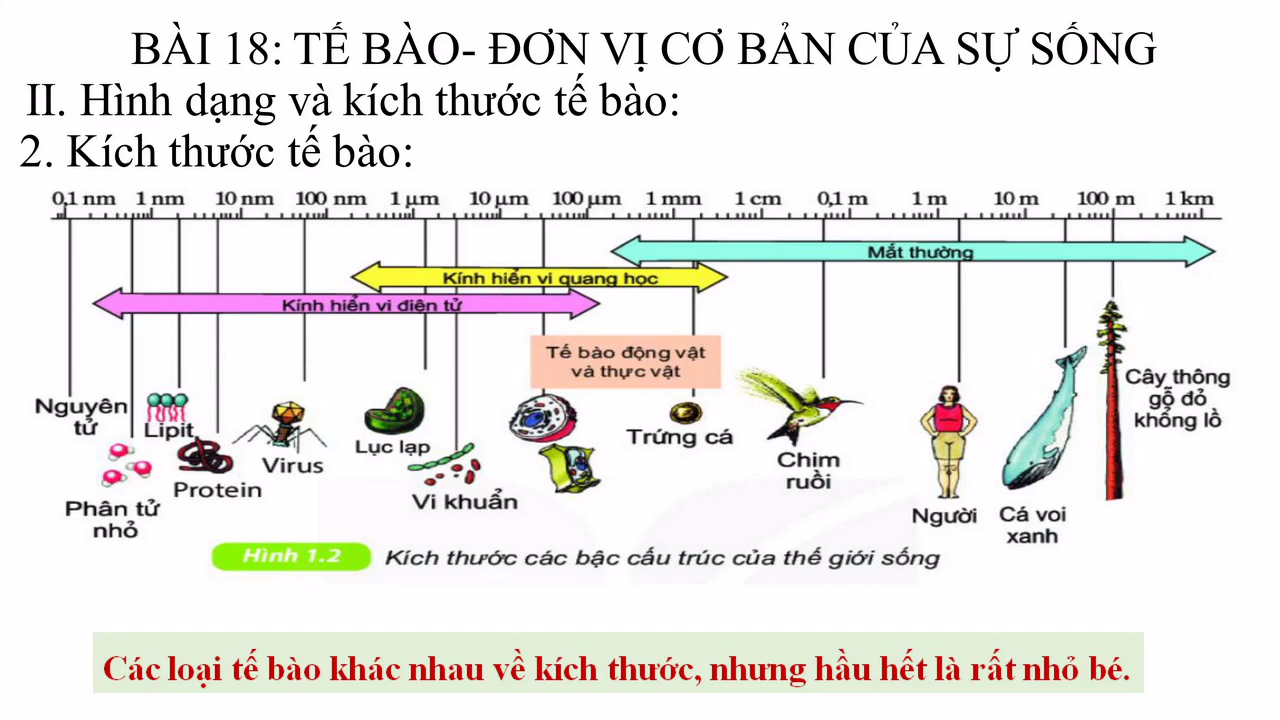 BÀI 18: TẾ BÀO- ĐƠN VỊ CƠ BẢN CỦA SỰ SỐNG
II. Hình dạng và kích thước tế bào:
2. Kích thước tế bào:
0,1 nm 1 nm 10 nm 100 nm 1 µm 10 µm 100 µm 1 mm 1 cm 0,1 m 1 m 10 m 100 m 1 km
Mắt thường
Kính hiển vi quang học
Kính hiển vi điện tử
Tế bào động vật
và thực vật
Nguyên
tử
Phân tử
nhỏ
Lipit
Protein
Virus
Lục lạp
Vi khuẩn
Trứng cá
Chim
ruồi
Người
Cá voi
xanh
Cây thông
gỗ đỏ
khổng lồ
Hình 1.2 Kích thước các bậc cấu trúc của thế giới sống
Các loại tế bào khác nhau về kích thước, nhưng hầu hết là rất nhỏ bé.